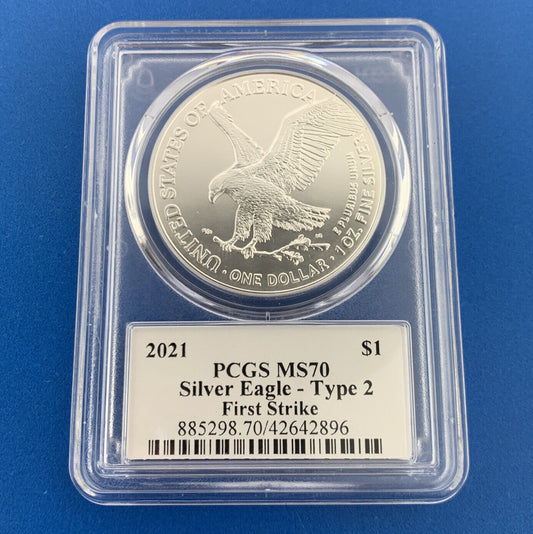 UNITED STATES OF AMERICA
E PLURIBUS UNUM
1 OZ. FINE SILVER
· ONE DOLLAR ·
2021 $1
PCGS MS70
Silver Eagle - Type 2
First Strike
885298.70/42642896